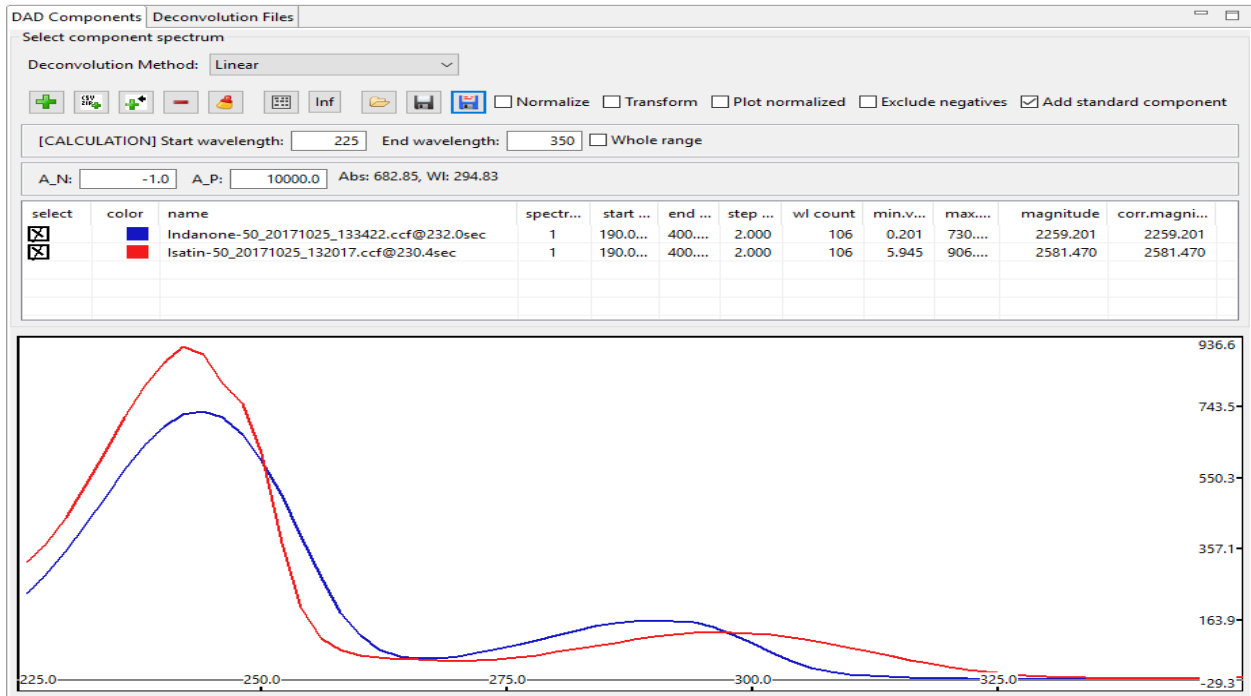 DAD Components Deconvolution Files
Select component spectrum
Deconvolution Method: Linear
Inf Normalize Transform Plot normalized Exclude negatives Add standard component
[CALCULATION] Start wavelength: 225 End wavelength: 350 Whole range
A_N: -1.0 A_P: 10000.0 Abs: 682.85, Wl: 294.83
select color name spectr... start ... end ... step ... wl count min.v... max.... magnitude corr.magni...
Indanone-50_20171025_133422.ccf@232.0sec 1 190.0... 400.... 2.000 106 0.201 730.... 2259.201 2259.201
Isatin-50_20171025_132017.ccf@230.4sec 1 190.0... 400.... 2.000 106 5.945 906.... 2581.470 2581.470
936.6
743.5
550.3
357.1
163.9
225.0 250.0 275.0 300.0 325.0 -29.3